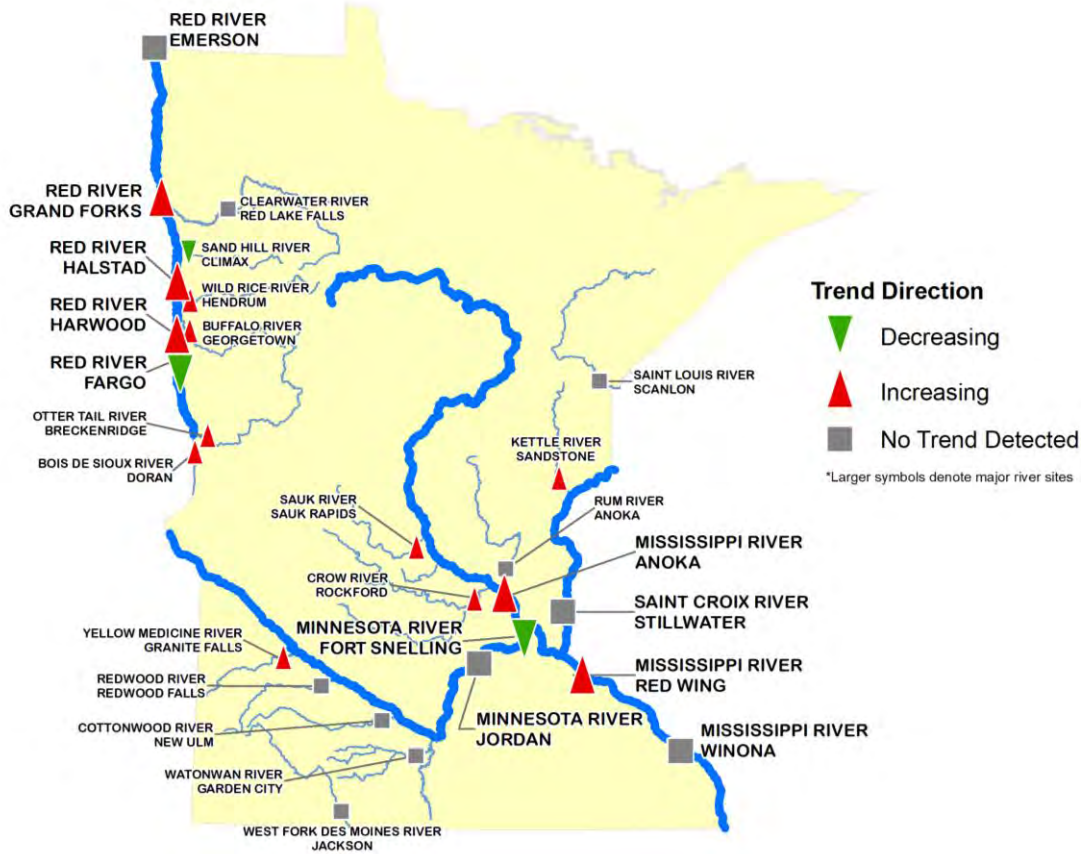 RED RIVER
EMERSON
RED RIVER
GRAND FORKS
CLEARWATER RIVER
RED LAKE FALLS
RED RIVER
HALSTAD
SAND HILL RIVER
CLIMAX
WILD RICE RIVER
HENDRUM
RED RIVER
HARWOOD
BUFFALO RIVER
GEORGETOWN
RED RIVER
FARGO
OTTER TAIL RIVER
BRECKENRIDGE
BOIS DE SIOUX RIVER
DORAN
SAINT LOUIS RIVER
SCANLON
KETTLE RIVER
SANDSTONE
SAUK RIVER
SAUK RAPIDS
RUM RIVER
ANOKA
MISSISSIPPI RIVER
ANOKA
CROW RIVER
ROCKFORD
SAINT CROIX RIVER
STILLWATER
MINNESOTA RIVER
FORT SNELLING
YELLOW MEDICINE RIVER
GRANITE FALLS
MISSISSIPPI RIVER
RED WING
REDWOOD RIVER
REDWOOD FALLS
MINNESOTA RIVER
JORDAN
COTTONWOOD RIVER
NEW ULM
MISSISSIPPI RIVER
WINONA
WATONWAN RIVER
GARDEN CITY
WEST FORK DES MOINES RIVER
JACKSON
Trend Direction
Decreasing
Increasing
No Trend Detected
*Larger symbols denote major river sites